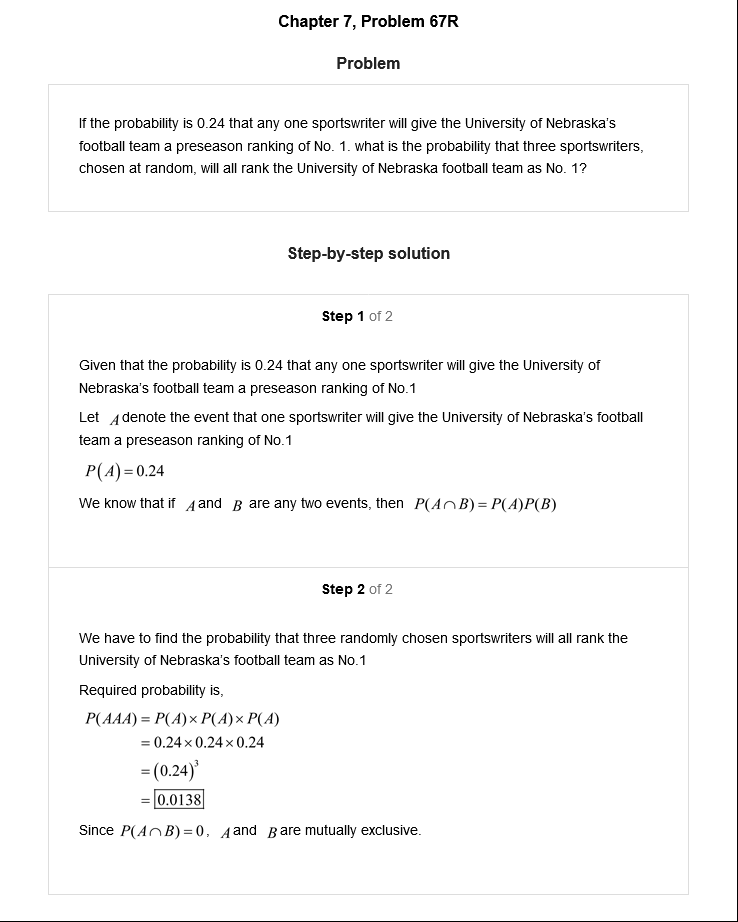 Chapter 7, Problem 67R
Problem
If the probability is 0.24 that any one sportswriter will give the University of Nebraska's
football team a preseason ranking of No. 1. what is the probability that three sportswriters,
chosen at random, will all rank the University of Nebraska football team as No. 1?
Step-by-step solution
Step 1 of 2
Given that the probability is 0.24 that any one sportswriter will give the University of
Nebraska's football team a preseason ranking of No.1
Let A denote the event that one sportswriter will give the University of Nebraska's football
team a preseason ranking of No.1
P(A) = 0.24
We know that if A and B are any two events, then P(A∩B) = P(A)P(B)
Step 2 of 2
We have to find the probability that three randomly chosen sportswriters will all rank the
University of Nebraska's football team as No.1
Required probability is,
P(AAA) = P(A)×P(A)×P(A)
= 0.24×0.24×0.24
= (0.24)³
= 0.0138
Since P(A∩B) = 0, A and B are mutually exclusive.